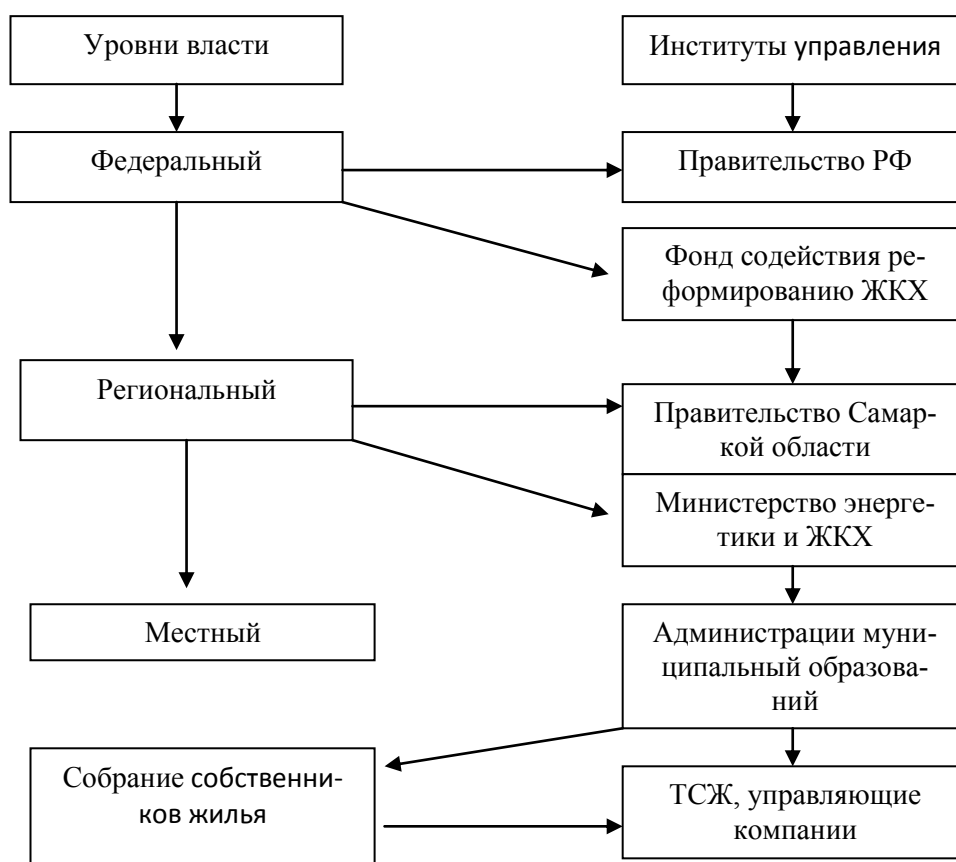 Уровни власти
Институты управления
Федеральный
Правительство РФ
Фонд содействия ре-
формированию ЖКХ
Региональный
Правительство Самар-
кой области
Министерство энерге-
тики и ЖКХ
Местный
Администрации муни-
ципальный образова-
ний
Собрание собственни-
ков жилья
ТСЖ, управляющие
компании